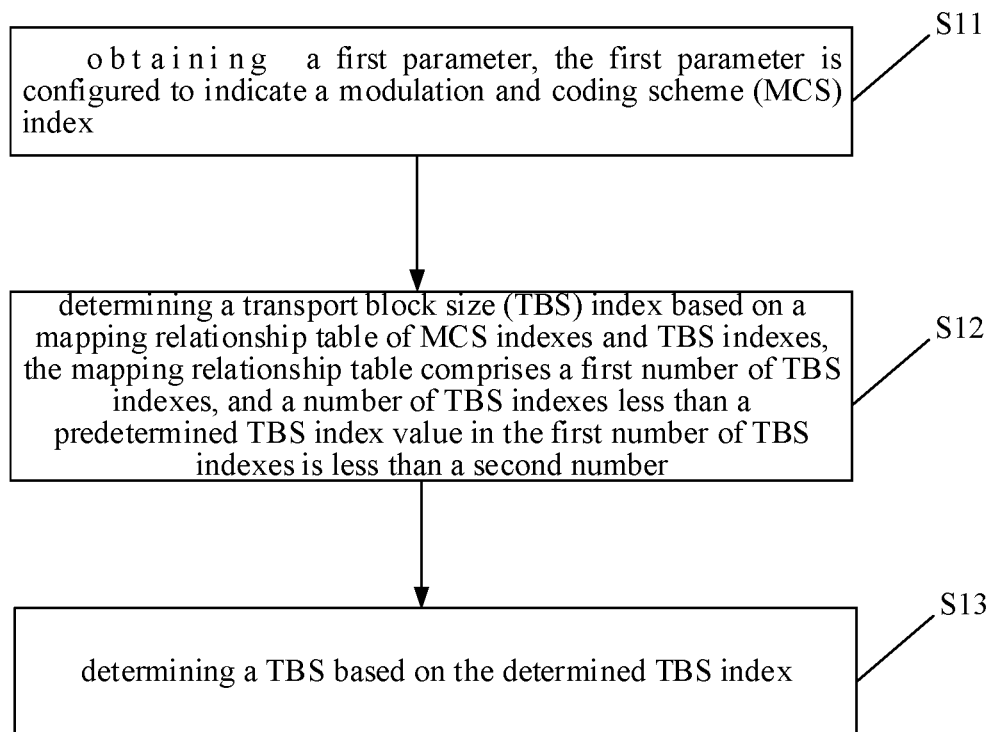 S11
obtaining a first parameter, the first parameter is
configured to indicate a modulation and coding scheme (MCS)
index
determining a transport block size (TBS) index based on a
mapping relationship table of MCS indexes and TBS indexes,
the mapping relationship table comprises a first number of TBS
indexes, and a number of TBS indexes less than a
predetermined TBS index value in the first number of TBS
indexes is less than a second number
S12
determining a TBS based on the determined TBS index
S13